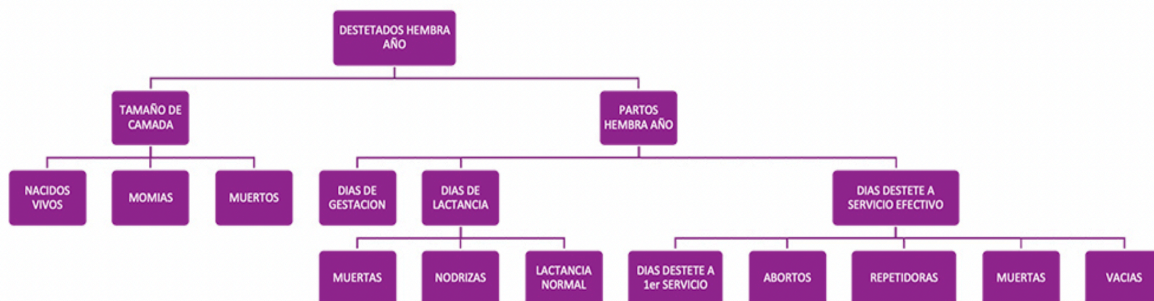 DESTETADOS HEMBRA
AÑO
TAMAÑO DE
CAMADA
PARTOS
HEMBRA AÑO
NACIDOS
VIVOS
MOMIAS
MUERTOS
DIAS DE
GESTACION
DIAS DE
LACTANCIA
DIAS DESTETE A
SERVICIO EFECTIVO
MUERTAS
NODRIZAS
LACTANCIA
NORMAL
DIAS DESTETE A
1er SERVICIO
ABORTOS
REPETIDORAS
MUERTAS
VACIAS